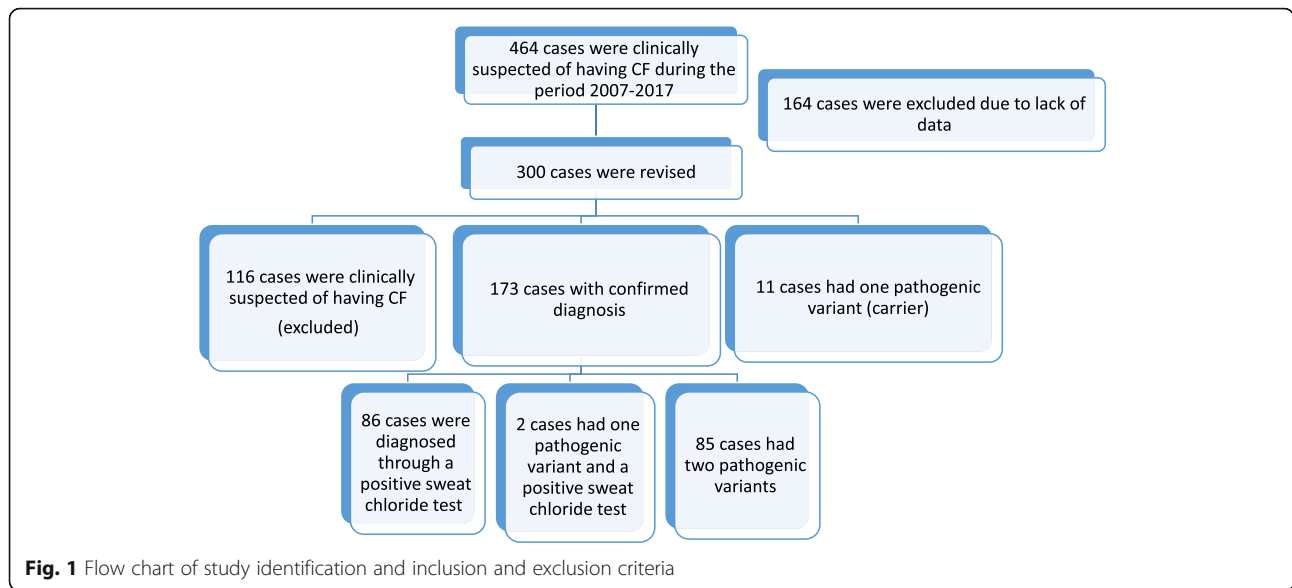 464 cases were clinically
suspected of having CF during the
period 2007-2017
164 cases were excluded due to lack of
data
300 cases were revised
116 cases were clinically
suspected of having CF
(excluded)
173 cases with confirmed
diagnosis
11 cases had one pathogenic
variant (carrier)
86 cases were
diagnosed
through a
positive sweat
chloride test
2 cases had one
pathogenic
variant and a
positive sweat
chloride test
85 cases had
two pathogenic
variants
Fig. 1 Flow chart of study identification and inclusion and exclusion criteria